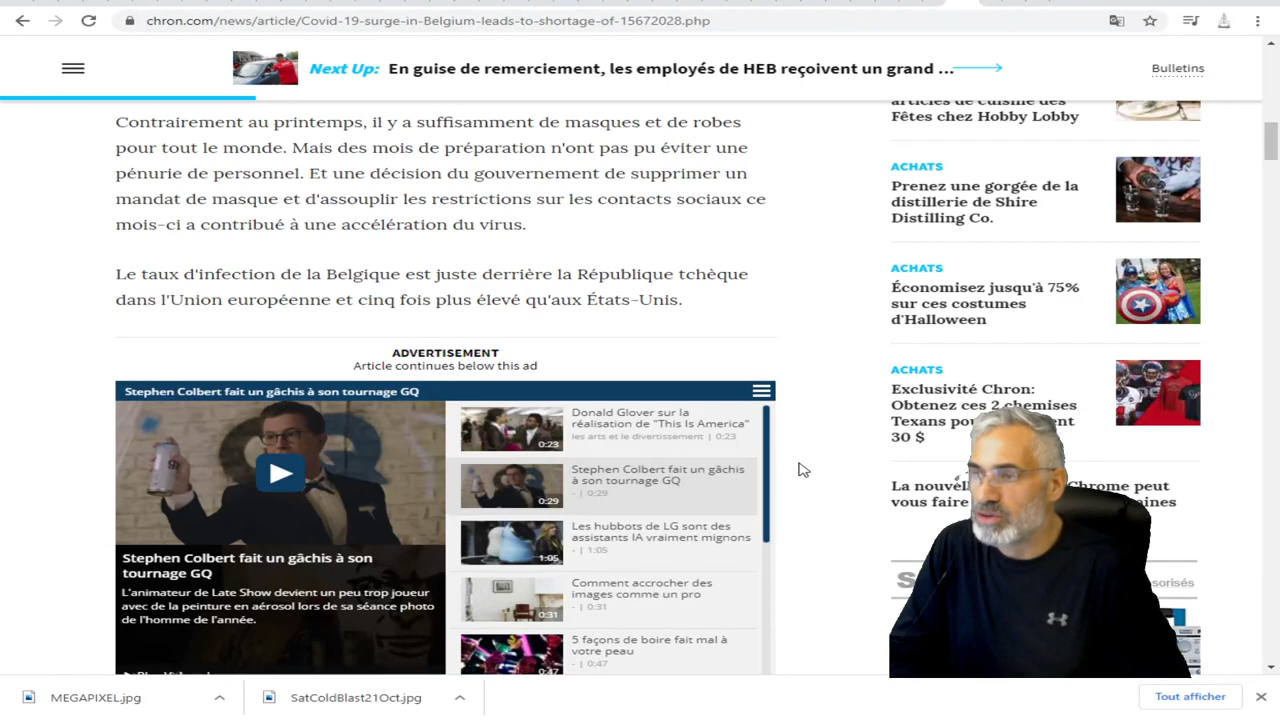 chron.com/news/article/Covid-19-surge-in-Belgium-leads-to-shortage-of-15672028.php
Next Up: En guise de remerciement, les employés de HEB reçoivent un grand ...
Bulletins
Contrairement au printemps, il y a suffisamment de masques et de robes
pour tout le monde. Mais des mois de préparation n'ont pas pu éviter une
pénurie de personnel. Et une décision du gouvernement de supprimer un
mandat de masque et d'assouplir les restrictions sur les contacts sociaux ce
mois-ci a contribué à une accélération du virus.
Le taux d'infection de la Belgique est juste derrière la République tchèque
dans l'Union européenne et cinq fois plus élevé qu'aux États-Unis.
ADVERTISEMENT
Article continues below this ad
Stephen Colbert fait un gâchis à son tournage GQ
Stephen Colbert fait un gâchis à son
tournage GQ
L'animateur de Late Show devient un peu trop joueur
avec de la peinture en aérosol lors de sa séance photo
de l'homme de l'année.
Donald Glover sur la
réalisation de "This Is America"
les arts et le divertissement | 0:23
0:23
Stephen Colbert fait un gâchis
à son tournage GQ
- | 0:29
0:29
Les hubbots de LG sont des
assistants IA vraiment mignons
- | 1:05
1:05
Comment accrocher des
images comme un pro
- | 0:31
0:31
5 façons de boire fait mal à
votre peau
- | 0:47
0:47
articles de cuisine des
Fêtes chez Hobby Lobby
ACHATS
Prenez une gorgée de la
distillerie de Shire
Distilling Co.
ACHATS
Économisez jusqu'à 75%
sur ces costumes
d'Halloween
ACHATS
Exclusivité Chron:
Obtenez ces 2 chemises
Texans
30 $
La Chrome peut
vous faire
MEGAPIXEL.jpg
SatColdBlast21Oct.jpg
Tout afficher